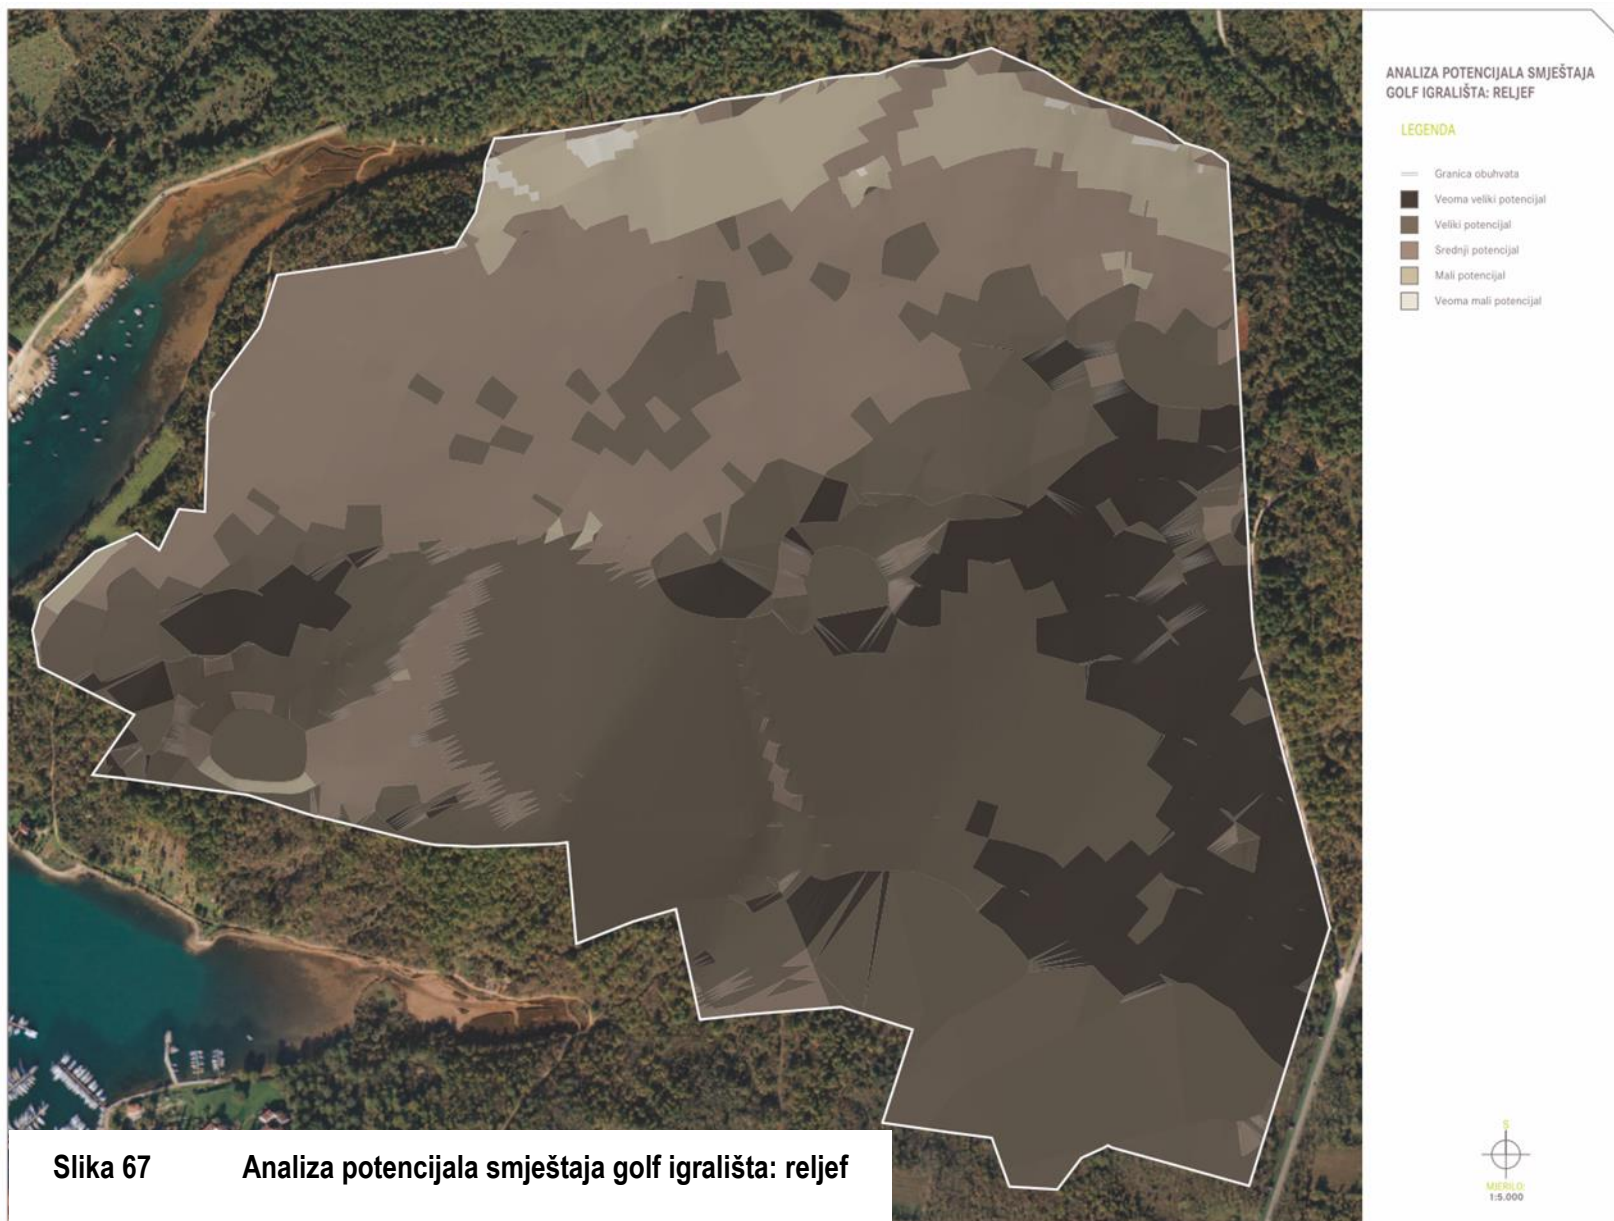 ANALIZA POTENCIJALA SMJEŠTAJA
GOLF IGRALIŠTA: RELJEF
LEGENDA
Granica obuhvata
Veoma veliki potencijal
Veliki potencijal
Srednji potencijal
Mali potencijal
Veoma mali potencijal
S
MJERILO:
1:5.000
Slika 67 Analiza potencijala smještaja golf igrališta: reljef